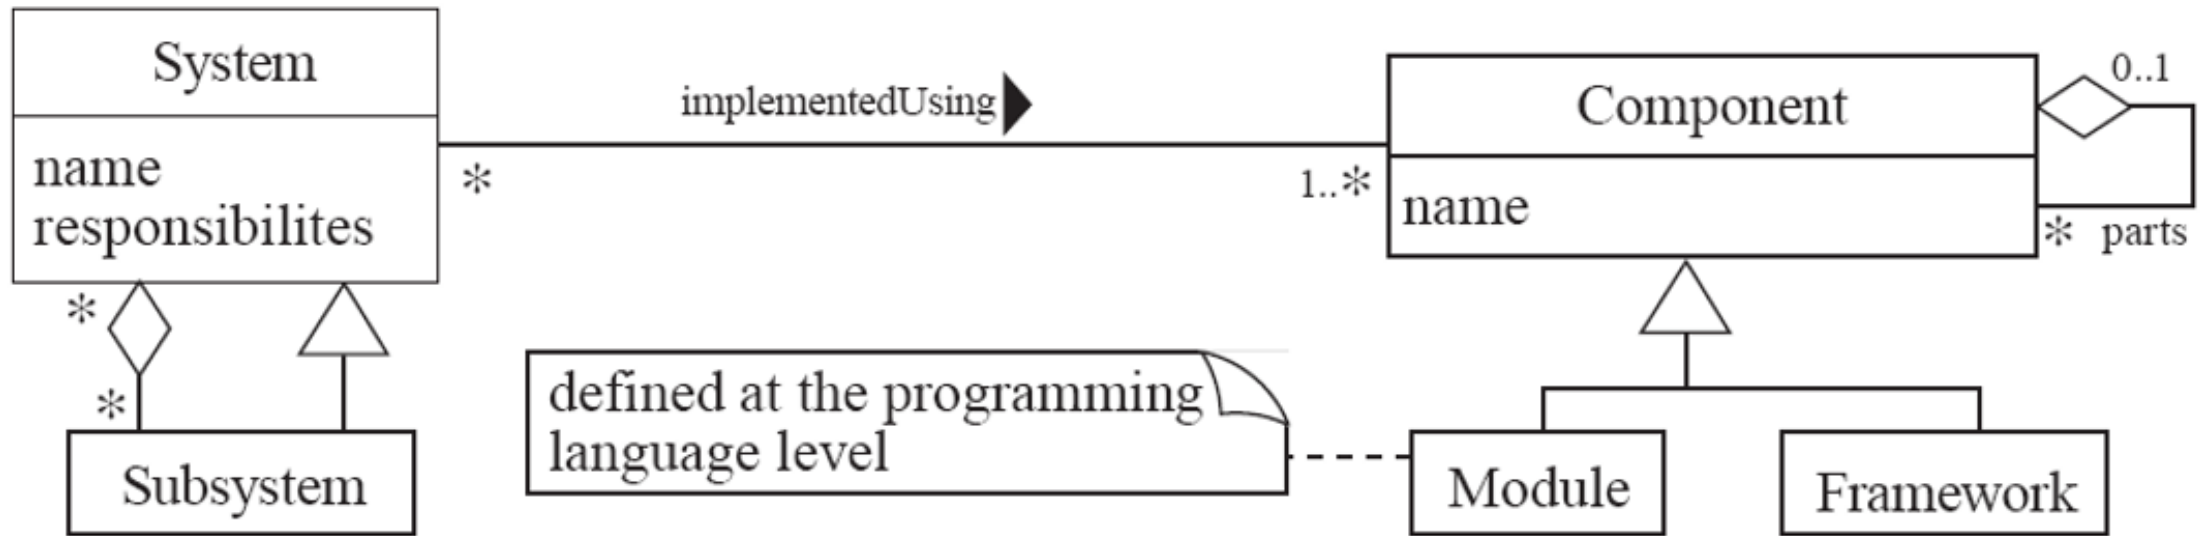 System
name
responsibilites
*
*
Subsystem
implementedUsing
*
1..*
defined at the programming
language level
Component
name
0..1
* parts
Module
Framework